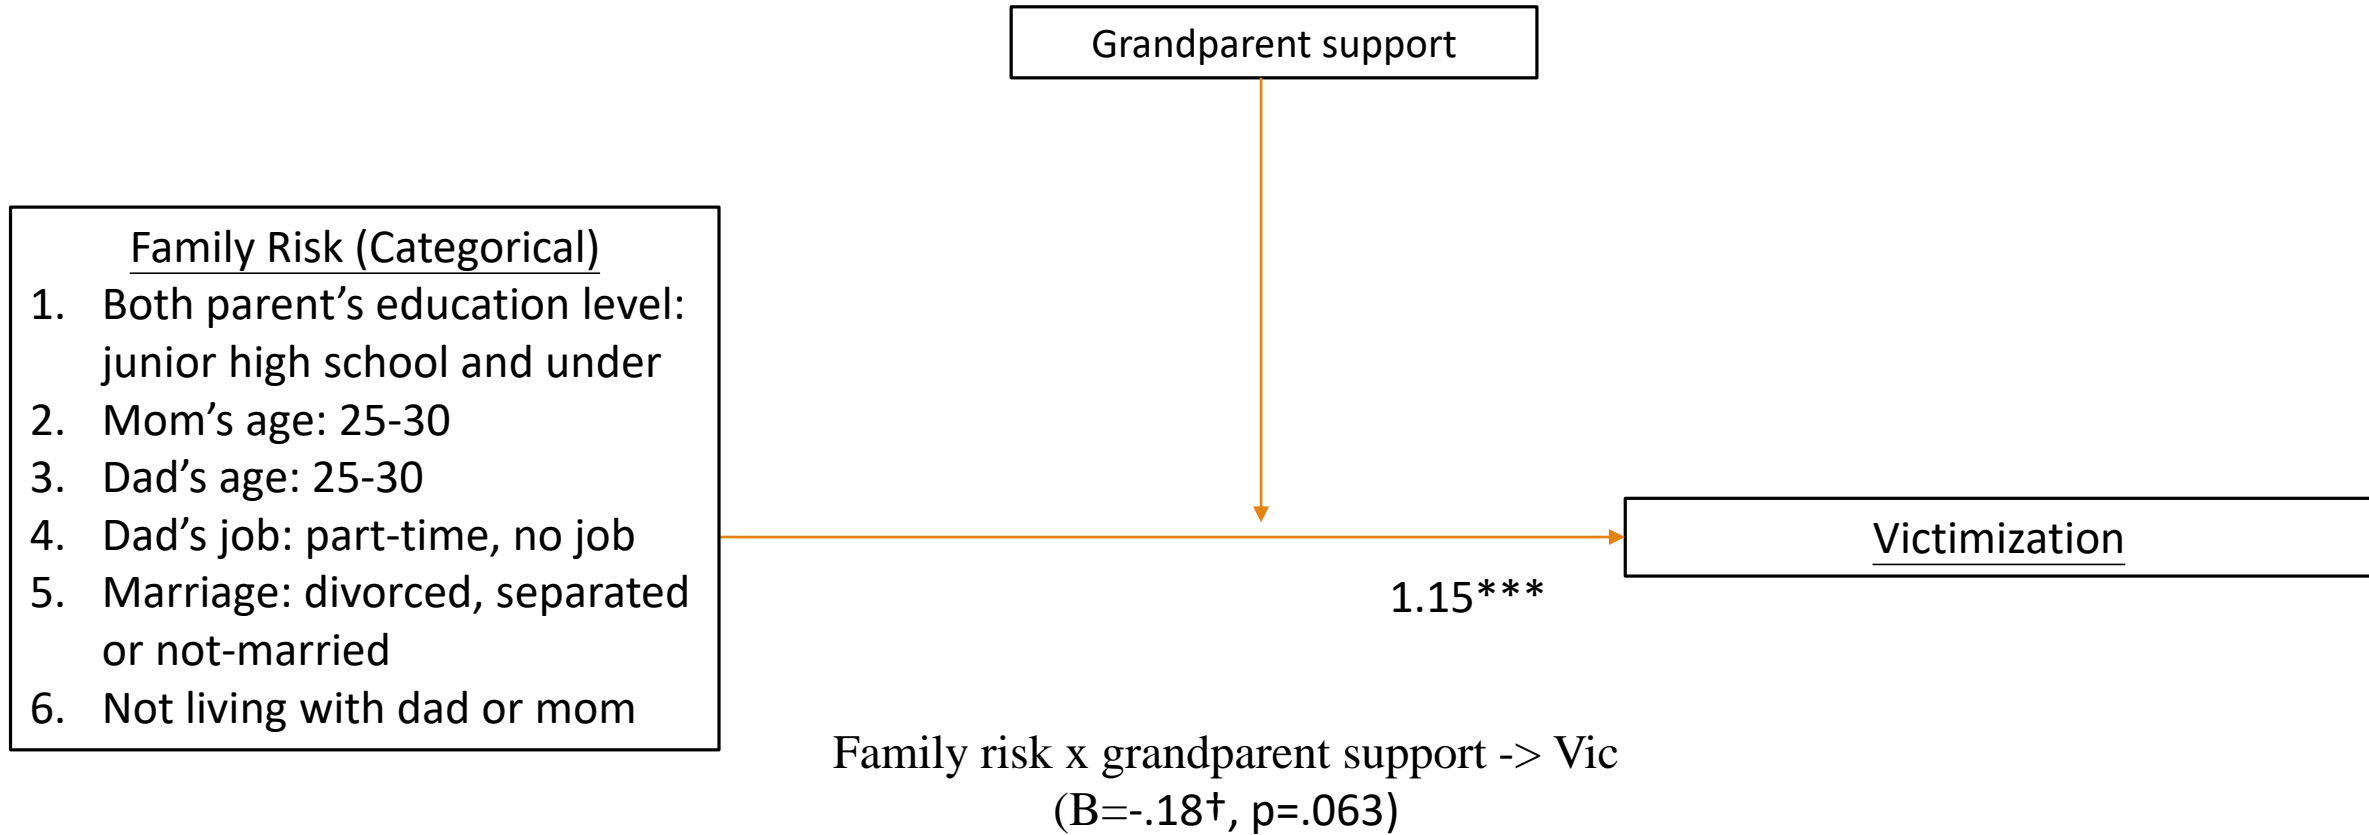 Grandparent support
Family Risk (Categorical)
1. Both parent's education level:
junior high school and under
2. Mom's age: 25-30
3. Dad's age: 25-30
4. Dad's job: part-time, no job
5. Marriage: divorced, separated
or not-married
6. Not living with dad or mom
Victimization
1.15***
Family risk x grandparent support -> Vic
(B=-.18†, p=.063)